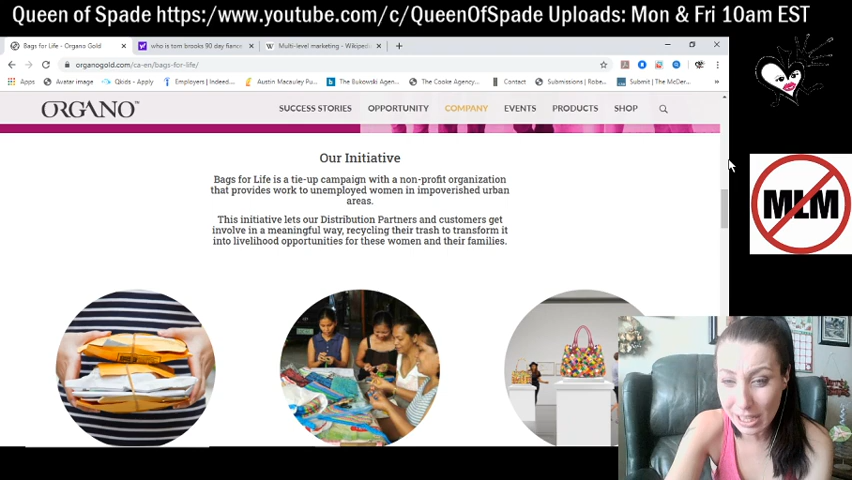 Queen of Spade https:/www.youtube.com/c/QueenOfSpade Uploads: Mon & Fri 10am EST
Bags for Life - Organo Gold
who is tom brooks 90 day fianc
Multi-level marketing - Wikiped
organogold.com/ca-en/bags-for-life/
Apps
Avatar image
Qkids - Apply
Employers | Indeed...
Austin Macauley Pu...
The Bukowski Agen...
The Cooke Agency...
Contact
Submissions | Robe...
Submit | The McDer...
ORGANO
SUCCESS STORIES
OPPORTUNITY
COMPANY
EVENTS
PRODUCTS
SHOP
Our Initiative
Bags for Life is a tie-up campaign with a non-profit organization
that provides work to unemployed women in impoverished urban
areas.
This initiative lets our Distribution Partners and customers get
involve in a meaningful way, recycling their trash to transform it
into livelihood opportunities for these women and their families.
MLM